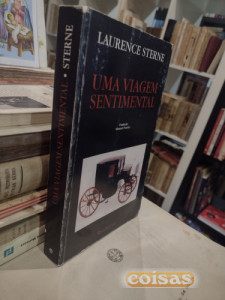 LAURENCE STERNE
UMA VIAGEM
SENTIMENTAL
UMA VIAGEM SENTIMENTAL • STERNE
coisas